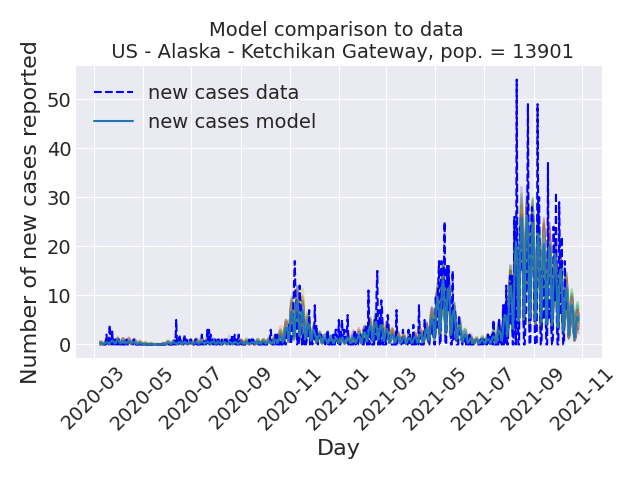 Model comparison to data
US - Alaska - Ketchikan Gateway, pop. = 13901
Number of new cases reported
50
40
30
20
10
0
new cases data
new cases model
2020-03
2020-05
2020-07
2020-09
2020-11
2021-01
2021-03
2021-05
2021-07
2021-09
2021-11
Day